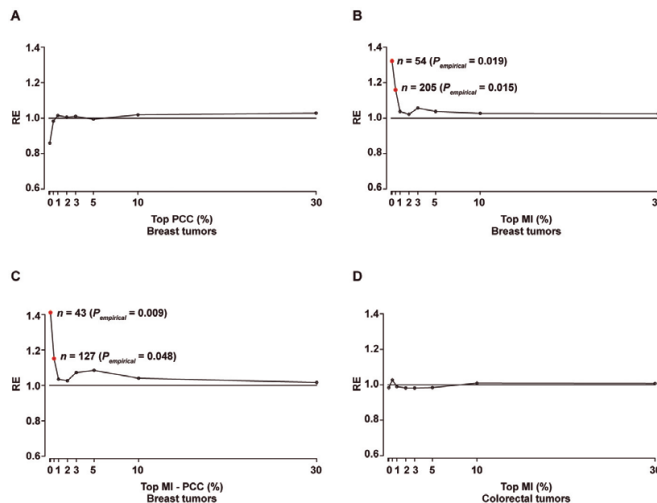 A
1.4
1.2
RE
1.0
0.8
0.6
0 1 2 3 5 10 30
Top PCC (%)
Breast tumors
B
1.4
n = 54 (Pempirical = 0.019)
1.2
n = 205 (Pempirical = 0.015)
RE
1.0
0.8
0.6
0 1 2 3 5 10 30
Top MI (%)
Breast tumors
C
1.4
n = 43 (Pempirical = 0.009)
1.2
n = 127 (Pempirical = 0.048)
RE
1.0
0.8
0.6
0 1 2 3 5 10 30
Top MI - PCC (%)
Breast tumors
D
1.4
1.2
RE
1.0
0.8
0.6
0 1 2 3 5 10 30
Top MI (%)
Colorectal tumors